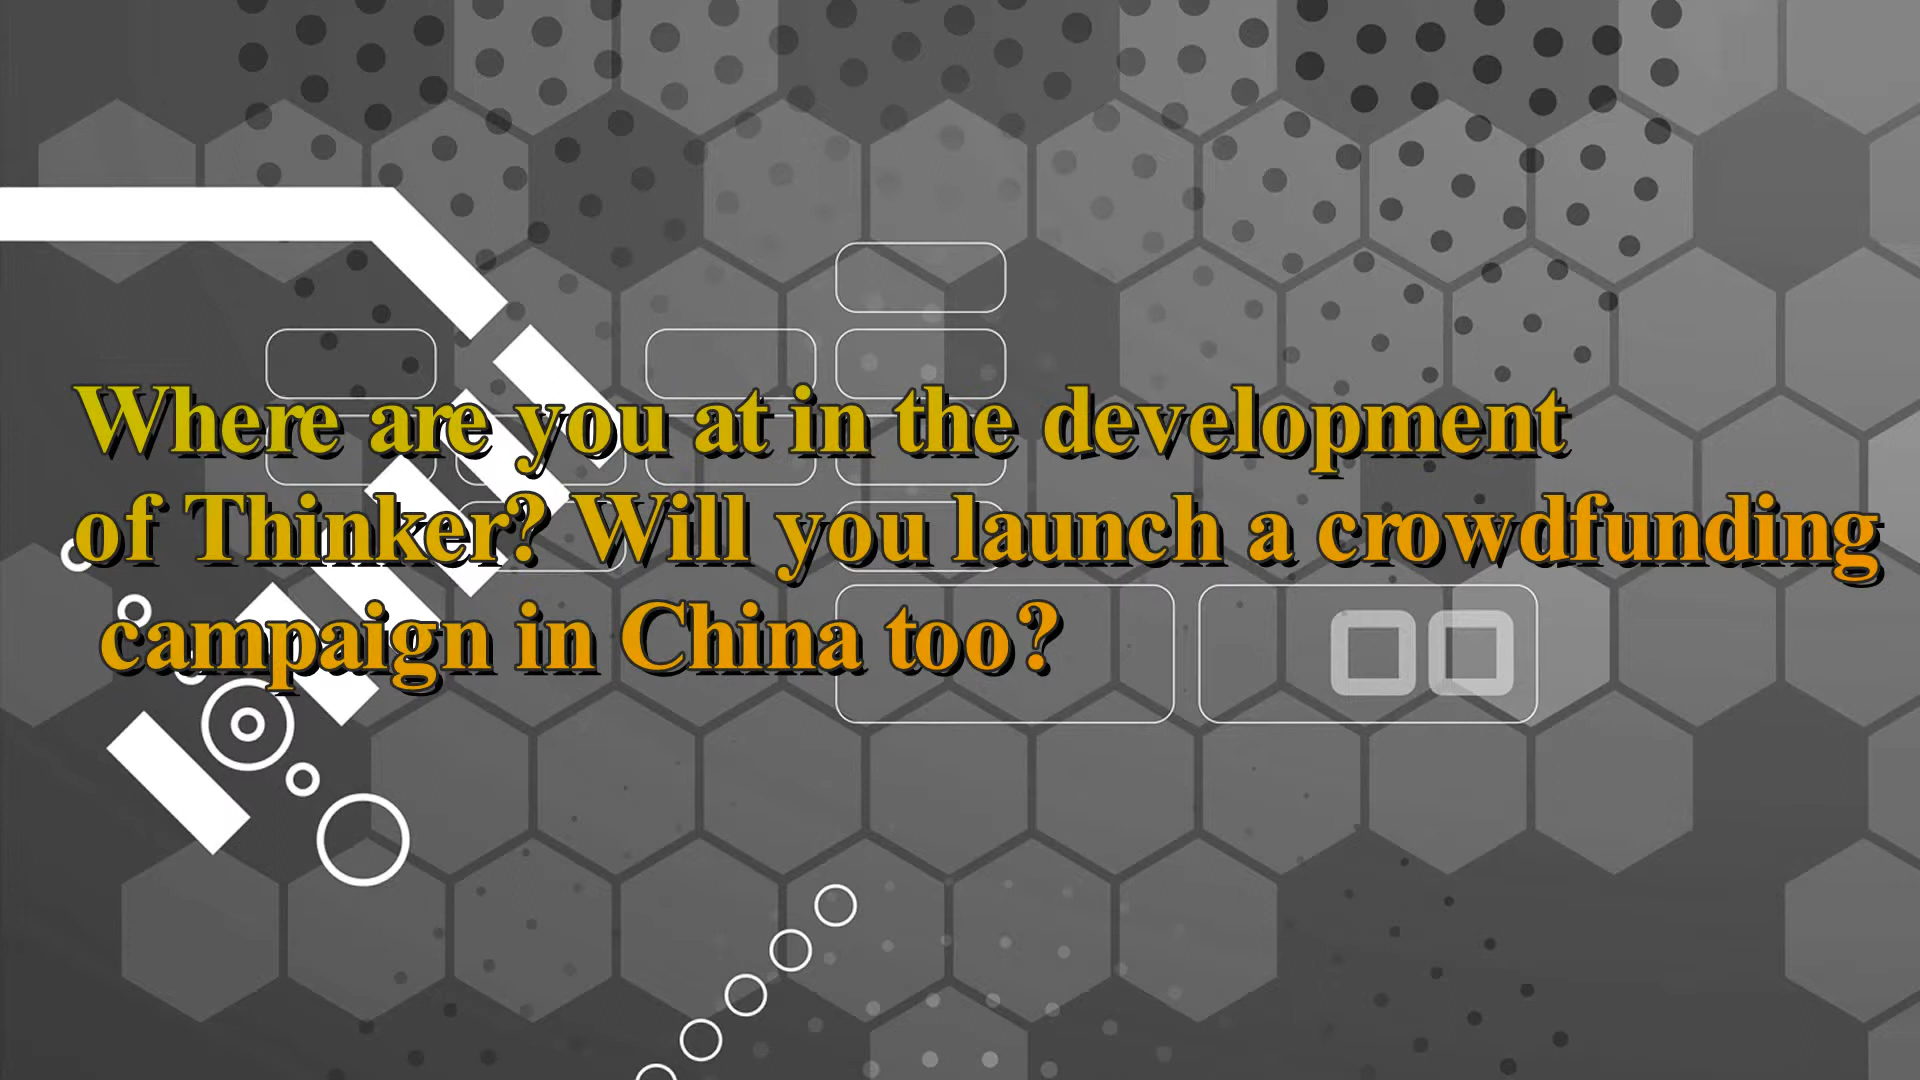 Where are you at in the development
of Thinker? Will you launch a crowdfunding
campaign in China too?